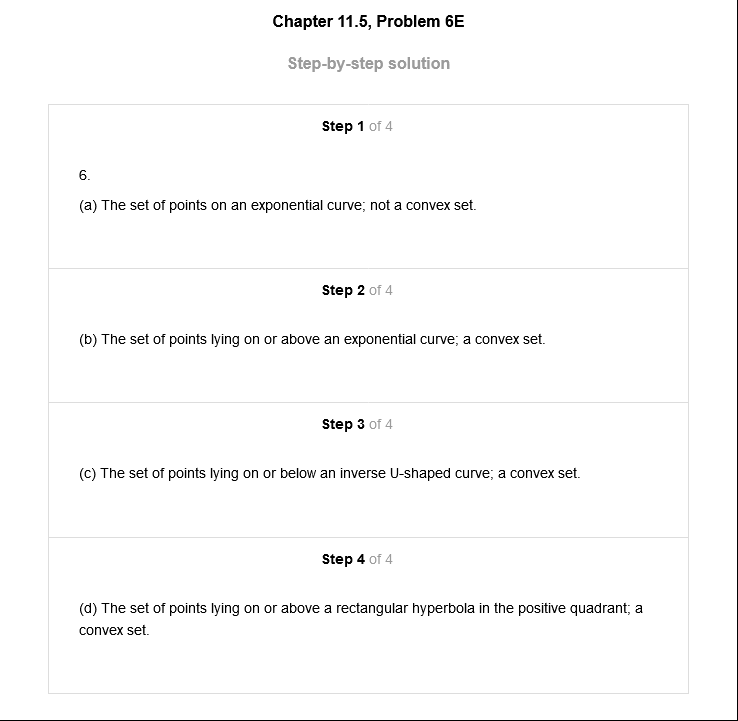 Chapter 11.5, Problem 6E
Step-by-step solution
Step 1 of 4
6.
(a) The set of points on an exponential curve; not a convex set.
Step 2 of 4
(b) The set of points lying on or above an exponential curve; a convex set.
Step 3 of 4
(c) The set of points lying on or below an inverse U-shaped curve; a convex set.
Step 4 of 4
(d) The set of points lying on or above a rectangular hyperbola in the positive quadrant; a
convex set.